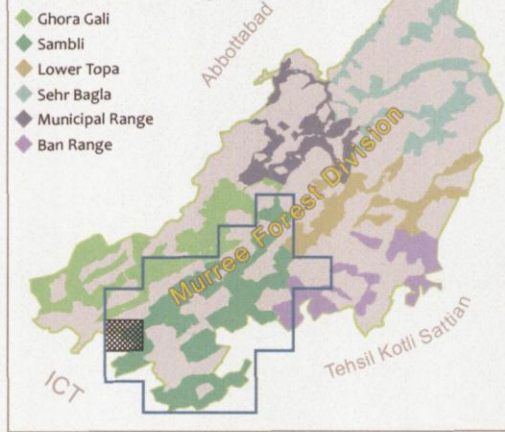 Ghora Gali
Sambli
Lower Topa
Sehr Bagla
Municipal Range
Ban Range
Abbottabad
Murree Forest Division
Tehsil Kotli Sattian
ICT